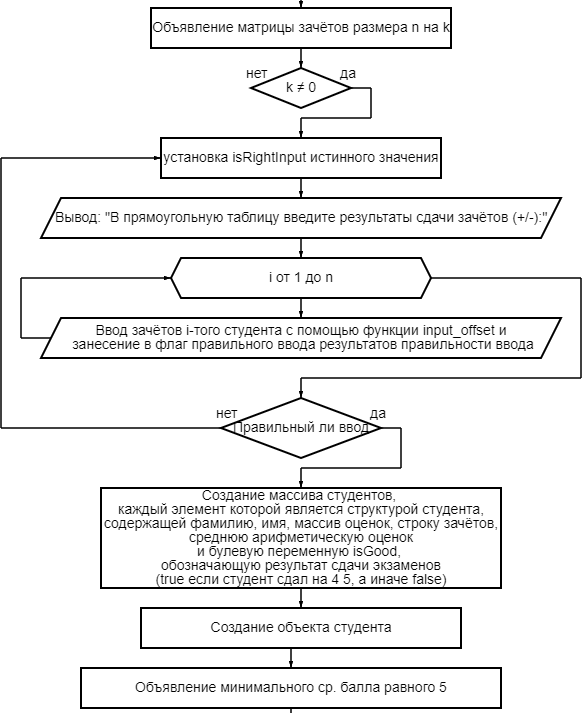 Объявление матрицы зачётов размера n на k
нет
да
k ≠ 0
установка isRightInput истинного значения
Вывод: "В прямоугольную таблицу введите результаты сдачи зачётов (+/-):"
i от 1 до n
Ввод зачётов i-того студента с помощью функции input_offset и
занесение в флаг правильного ввода результатов правильности ввода
нет
да
Правильный ли ввод
Создание массива студентов,
каждый элемент которой является структурой студента,
содержащей фамилию, имя, массив оценок, строку зачётов,
среднюю арифметическую оценок
и булевую переменную isGood,
обозначающую результат сдачи экзаменов
(true если студент сдал на 4 5, а иначе false)
Создание объекта студента
Объявление минимального ср. балла равного 5